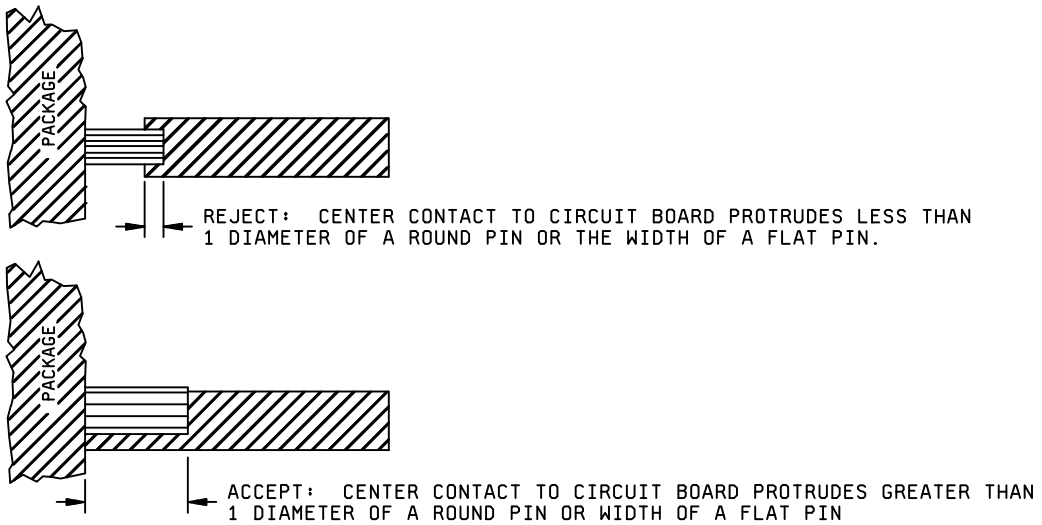 PACKAGE
REJECT: CENTER CONTACT TO CIRCUIT BOARD PROTRUDES LESS THAN
1 DIAMETER OF A ROUND PIN OR THE WIDTH OF A FLAT PIN.
PACKAGE
ACCEPT: CENTER CONTACT TO CIRCUIT BOARD PROTRUDES GREATER THAN
1 DIAMETER OF A ROUND PIN OR WIDTH OF A FLAT PIN